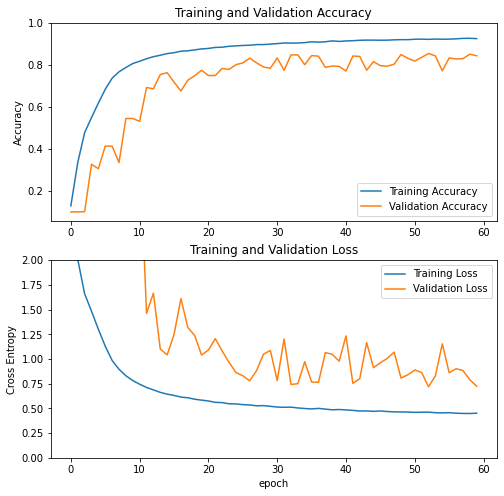 Training and Validation Accuracy
1.0
0.8
0.6
0.4
0.2
Accuracy
Training Accuracy
Validation Accuracy
0 10 20 30 40 50 60
Training and Validation Loss
2.00
1.75
1.50
1.25
1.00
0.75
0.50
0.25
0.00
Cross Entropy
Training Loss
Validation Loss
0 10 20 30 40 50 60
epoch